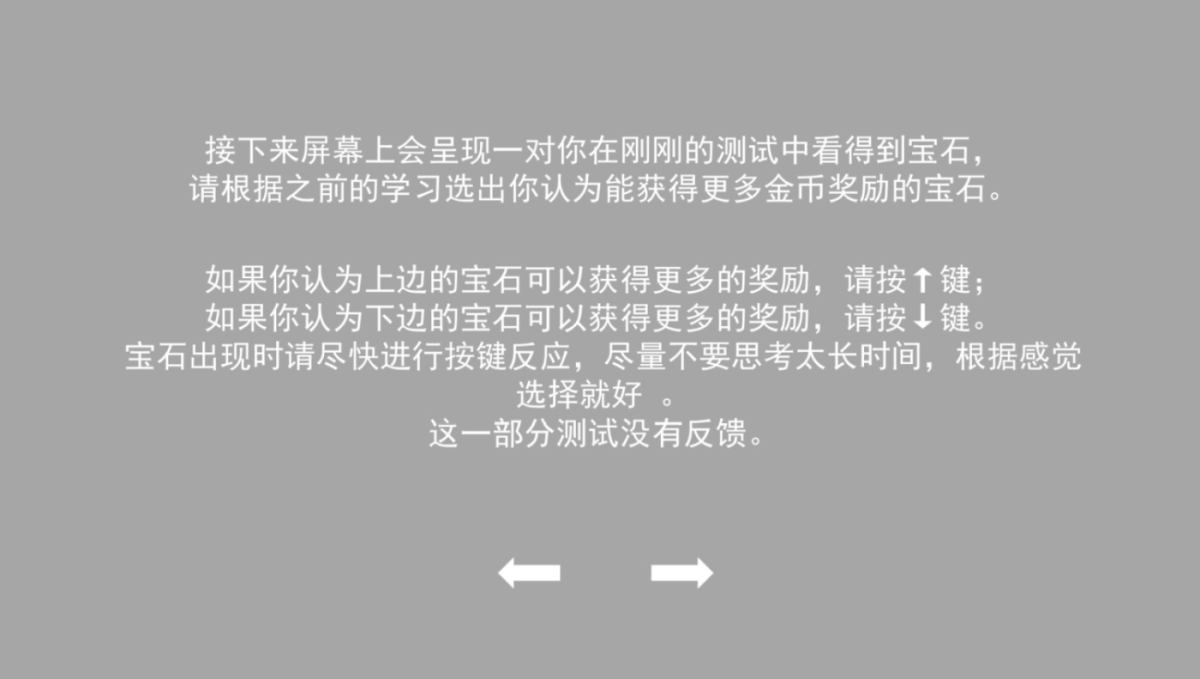 接下来屏幕上会呈现一对你在刚刚的测试中看得到宝石，
请根据之前的学习选出你认为能获得更多金币奖励的宝石。
如果你认为上边的宝石可以获得更多的奖励，请按↑键；
如果你认为下边的宝石可以获得更多的奖励，请按↓键。
宝石出现时请尽快进行按键反应，尽量不要思考太长时间，根据感觉
选择就好 。
这一部分测试没有反馈。